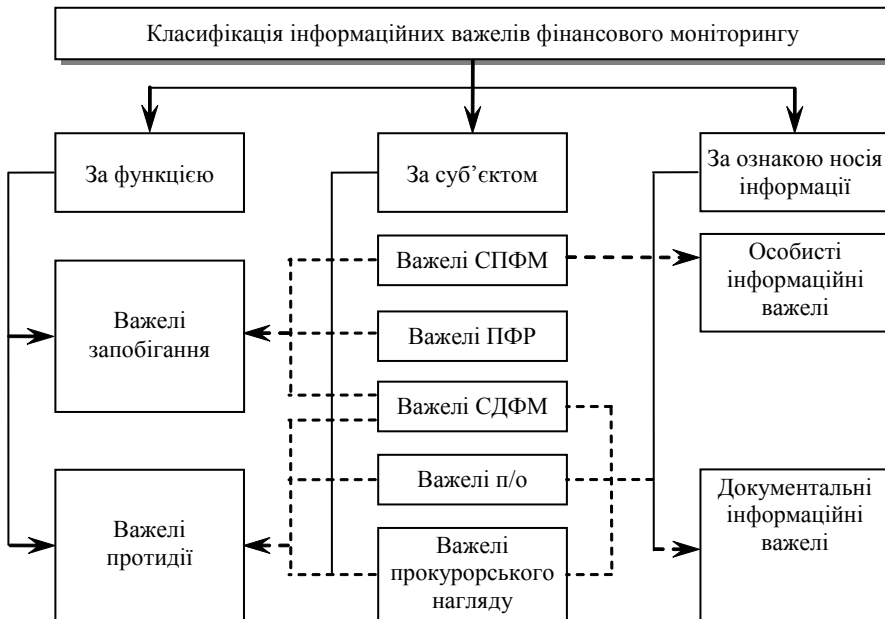 Класифікація інформаційних важелів фінансового моніторингу
За функцією
За суб’єктом
За ознакою носія
інформації
Важелі СПФМ
Особисті
інформаційні
важелі
Важелі
запобігання
Важелі ПФР
Важелі СДФМ
Важелі п/о
Документальні
інформаційні
важелі
Важелі
протидії
Важелі
прокурорського
нагляду